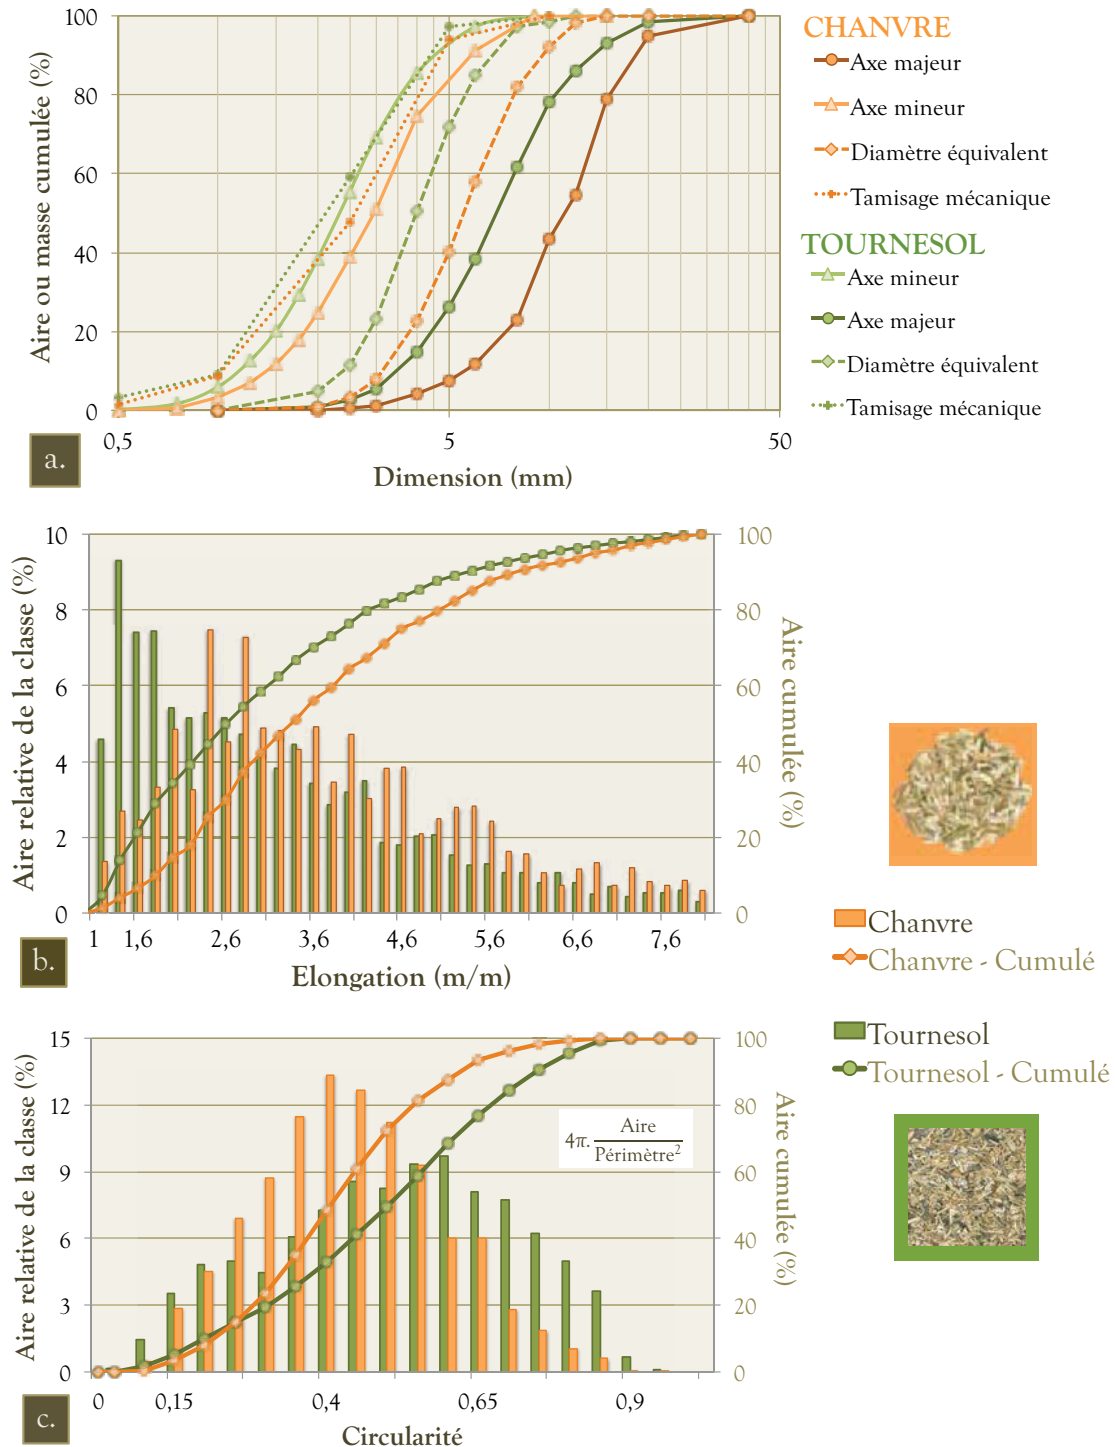 Aire ou masse cumulée (%)
100
80
60
40
20
0
0,5
5
50
Dimension (mm)
a.
CHANVRE
Axe majeur
Axe mineur
Diamètre équivalent
Tamisage mécanique
TOURNESOL
Axe mineur
Axe majeur
Diamètre équivalent
Tamisage mécanique
Aire relative de la classe (%)
10
8
6
4
2
0
100
80
60
40
20
0
Aire cumulée (%)
1
1,6
2,6
3,6
4,6
5,6
6,6
7,6
Elongation (m/m)
b.
Chanvre
Chanvre - Cumulé
Tournesol
Tournesol - Cumulé
Aire relative de la classe (%)
15
12
9
6
3
0
4π. Aire
Périmètre²
100
80
60
40
20
0
Aire cumulée (%)
0
0,15
0,4
0,65
0,9
Circularité
c.